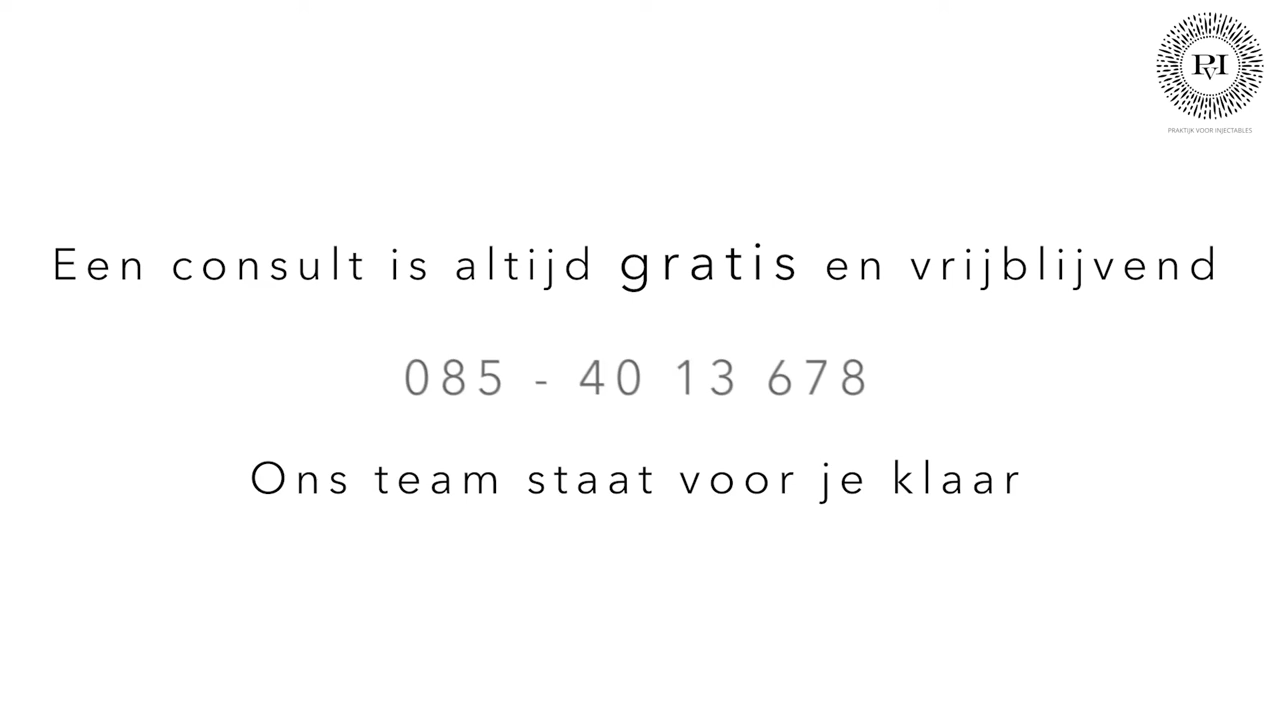 PVI
PRAKTIJK VOOR INJECTABLES
Een consult is altijd gratis en vrijblijvend
085 - 40 13 678
Ons team staat voor je klaar